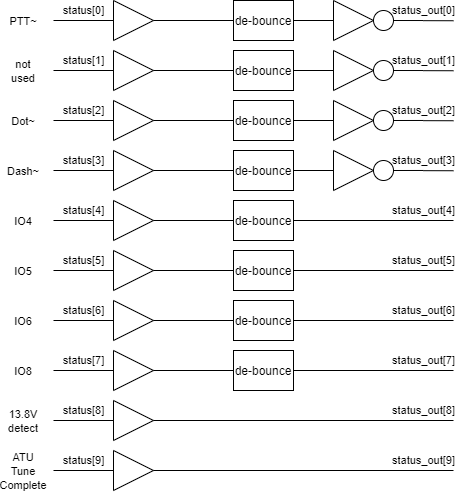 PTT~ status[0] de-bounce status_out[0]
not
used
status[1] de-bounce status_out[1]
Dot~ status[2] de-bounce status_out[2]
Dash~ status[3] de-bounce status_out[3]
IO4 status[4] de-bounce status_out[4]
IO5 status[5] de-bounce status_out[5]
IO6 status[6] de-bounce status_out[6]
IO8 status[7] de-bounce status_out[7]
13.8V
detect
status[8] status_out[8]
ATU
Tune
Complete
status[9] status_out[9]